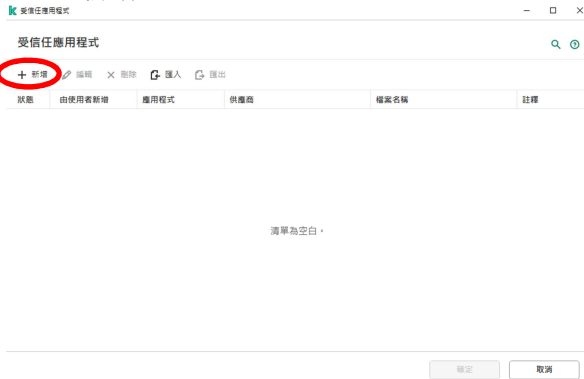 受信任應用程式
受信任應用程式
新增 編輯 刪除 匯入 匯出
狀態 由使用者新增 應用程式 供應商 檔案名稱 註釋
清單為空白。
確定 取消